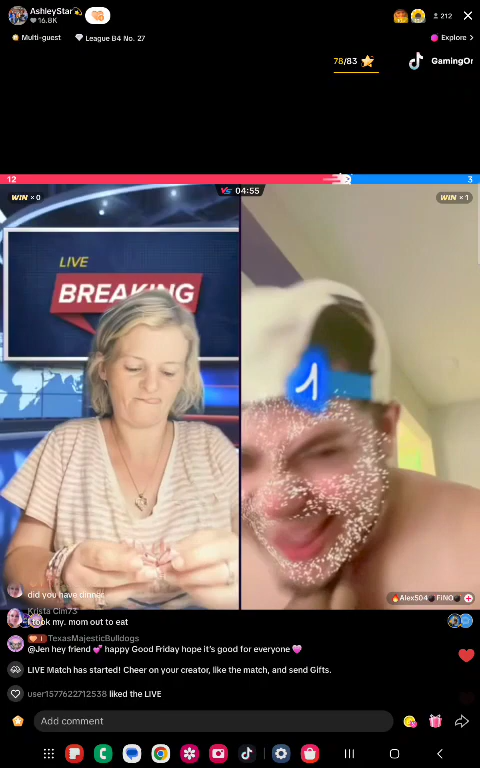 AshleyStar💫
❤16.8K
212
Multi-guest
League B4 No. 27
Explore >
78/83
GamingOr
12
3
WIN × 0
VS 04:55
WIN × 1
LIVE
BREAKING
🔥Alex504💣FINO💣
did you have dinner
Krista Cim73
I took my. mom out to eat
TexasMajesticBulldogs
@Jen hey friend 💕 happy Good Friday hope it's good for everyone 💗
LIVE Match has started! Cheer on your creator, like the match, and send Gifts.
user1577622712538 liked the LIVE
Add comment